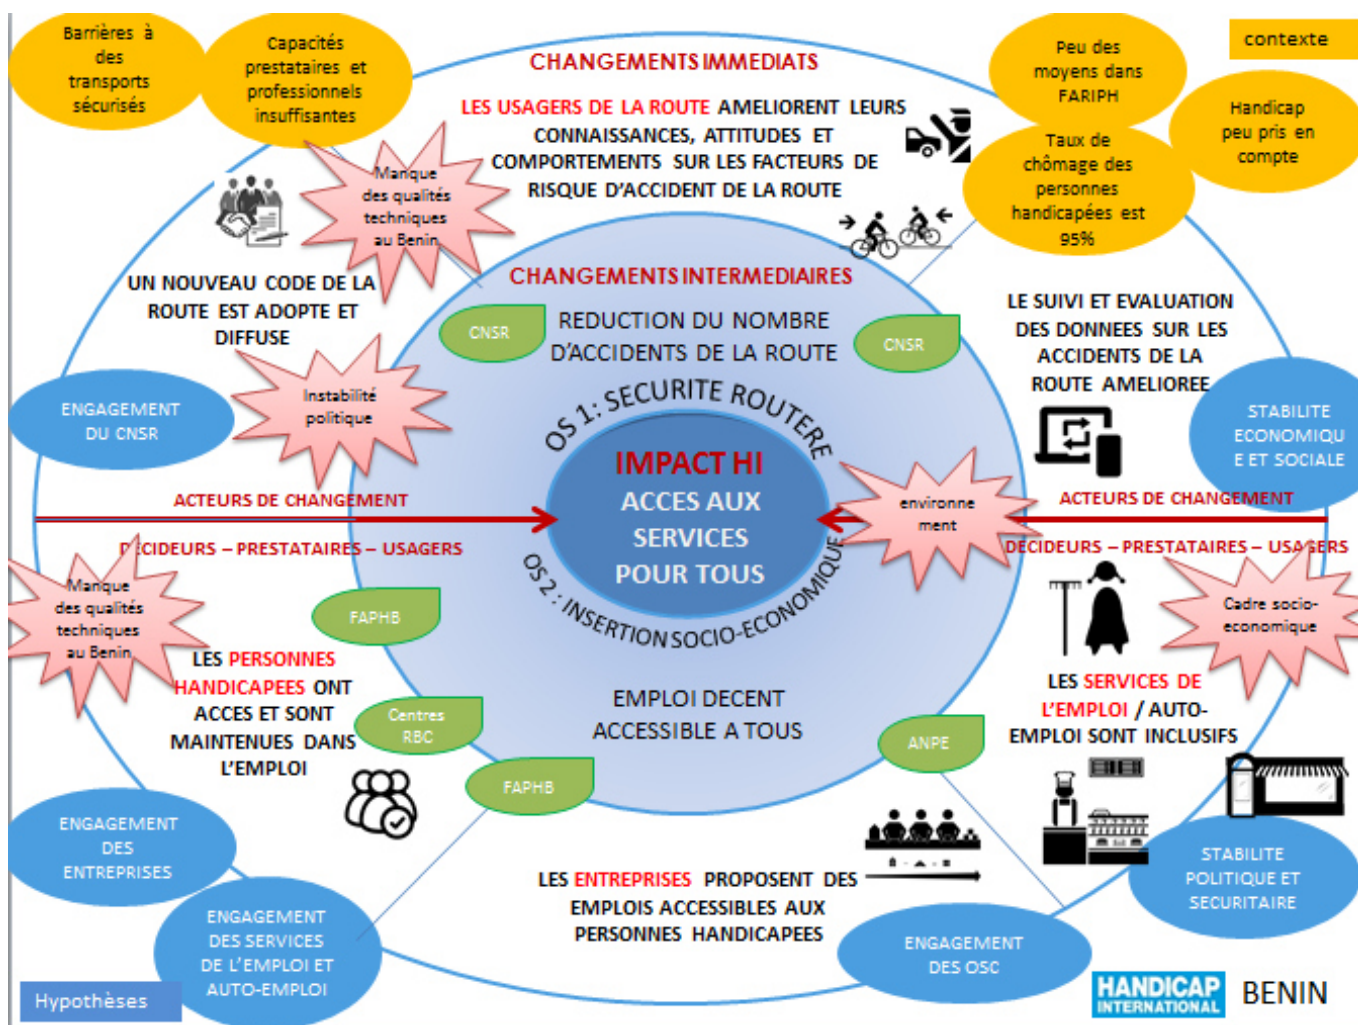 Barrières à
des
transports
sécurisés
Capacités
prestataires et
professionnels
insuffisantes
CHANGEMENTS IMMEDIATS
Peu des
moyens dans
FARIPH
contexte
Handicap
peu pris en
compte
Taux de
chômage des
personnes
handicapées est
95%
LES USAGERS DE LA ROUTE AMELIORENT LEURS
CONNAISSANCES, ATTITUDES ET
COMPORTEMENTS SUR LES FACTEURS DE
RISQUE D'ACCIDENT DE LA ROUTE
Manque
des qualités
techniques
au Benin
UN NOUVEAU CODE DE LA
ROUTE EST ADOPTE ET
DIFFUSE
CHANGEMENTS INTERMEDIAIRES
CNSR
REDUCTION DU NOMBRE
D'ACCIDENTS DE LA ROUTE
CNSR
LE SUIVI ET EVALUATION
DES DONNEES SUR LES
ACCIDENTS DE LA
ROUTE AMELIOREE
Instabilité
politique
ENGAGEMENT
DU CNSR
STABILITE
ECONOMIQU
E ET SOCIALE
OS 1: SECURITE ROUTERE
IMPACT HI
ACCES AUX
SERVICES
POUR TOUS
OS 2 : INSERTION SOCIO-ECONOMIQUE
environne
ment
ACTEURS DE CHANGEMENT
DECIDEURS – PRESTATAIRES – USAGERS
ACTEURS DE CHANGEMENT
DECIDEURS – PRESTATAIRES – USAGERS
Manque
des qualités
techniques
au Benin
FAPHB
Cadre socio-
economique
LES PERSONNES
HANDICAPEES ONT
ACCES ET SONT
MAINTENUES DANS
L'EMPLOI
Centres
RBC
FAPHB
EMPLOI DECENT
ACCESSIBLE A TOUS
ANPE
LES SERVICES DE
L'EMPLOI / AUTO-
EMPLOI SONT INCLUSIFS
ENGAGEMENT
DES
ENTREPRISES
ENGAGEMENT
DES SERVICES
DE L'EMPLOI ET
AUTO-EMPLOI
LES ENTREPRISES PROPOSENT DES
EMPLOIS ACCESSIBLES AUX
PERSONNES HANDICAPEES
ENGAGEMENT
DES OSC
STABILITE
POLITIQUE ET
SECURITAIRE
Hypothèses
HANDICAP
INTERNATIONAL
BENIN